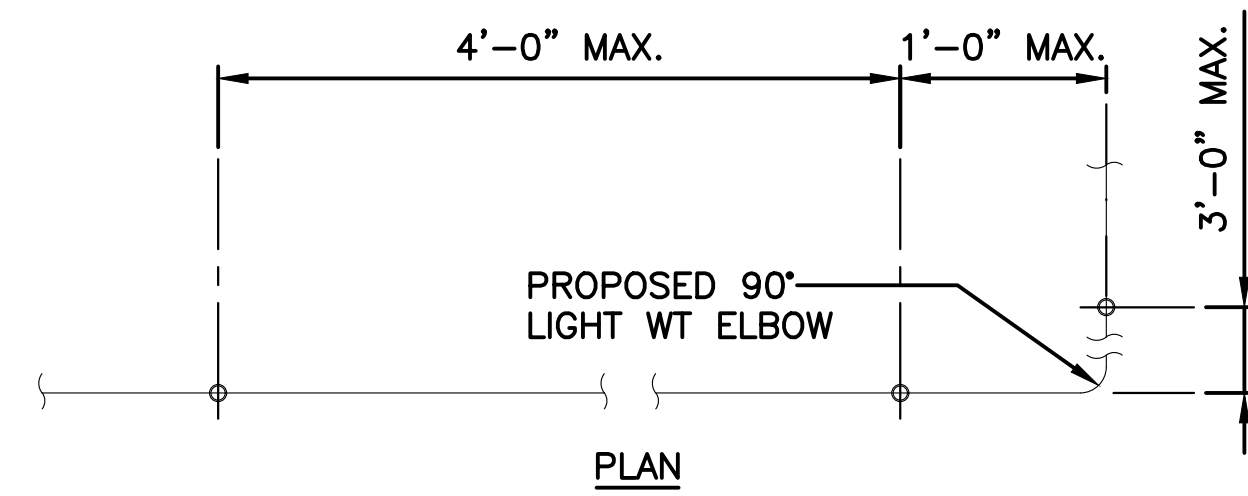 4'-0" MAX.
1'-0" MAX.
3'-0" MAX.
PROPOSED 90°
LIGHT WT ELBOW
PLAN